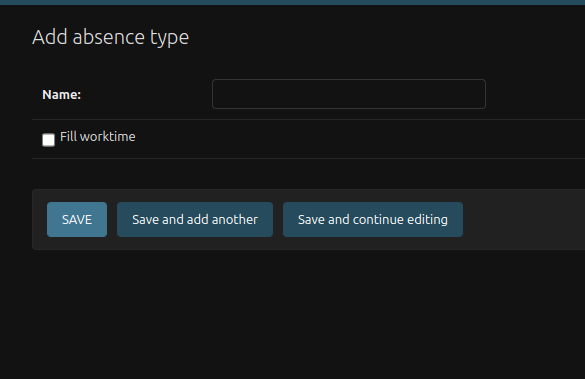 Add absence type
Name:
Fill worktime
SAVE
Save and add another
Save and continue editing